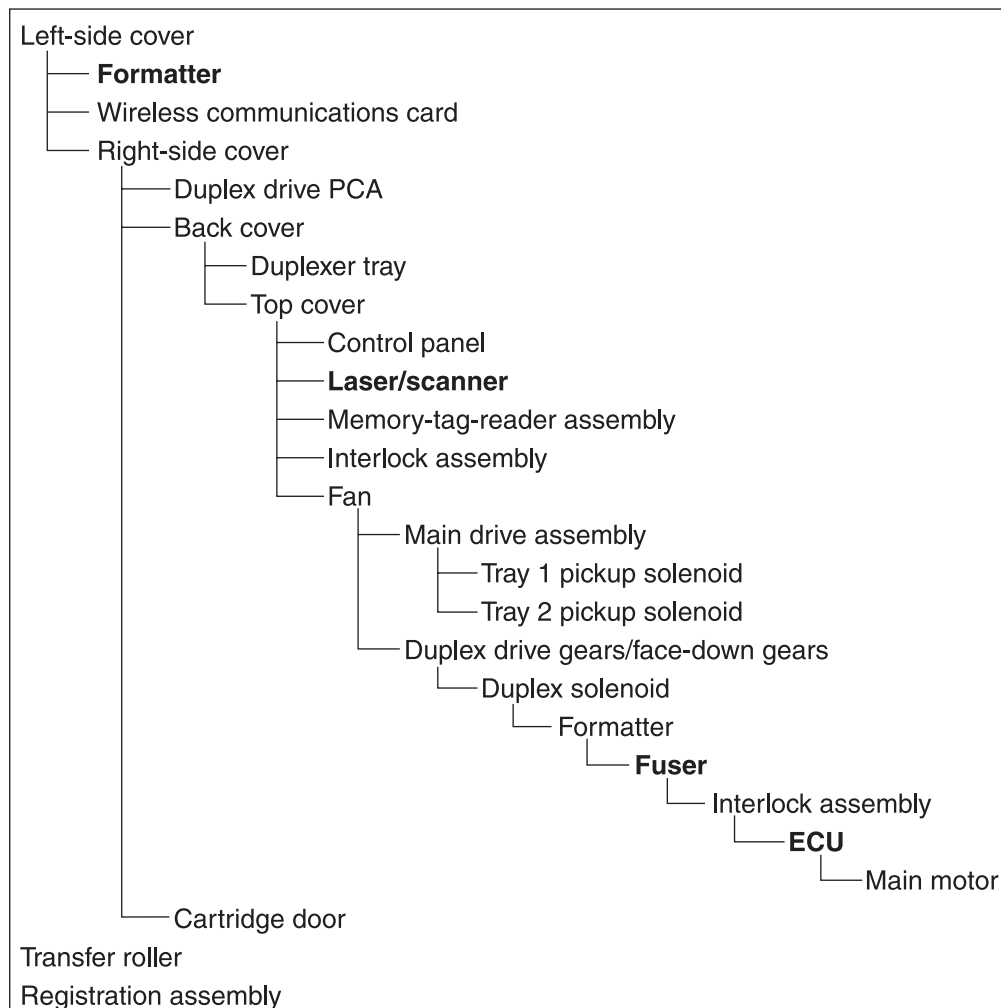 Left-side cover
Formatter
Wireless communications card
Right-side cover
Duplex drive PCA
Back cover
Duplexer tray
Top cover
Control panel
Laser/scanner
Memory-tag-reader assembly
Interlock assembly
Fan
Main drive assembly
Tray 1 pickup solenoid
Tray 2 pickup solenoid
Duplex drive gears/face-down gears
Duplex solenoid
Formatter
Fuser
Interlock assembly
ECU
Main motor
Cartridge door
Transfer roller
Registration assembly